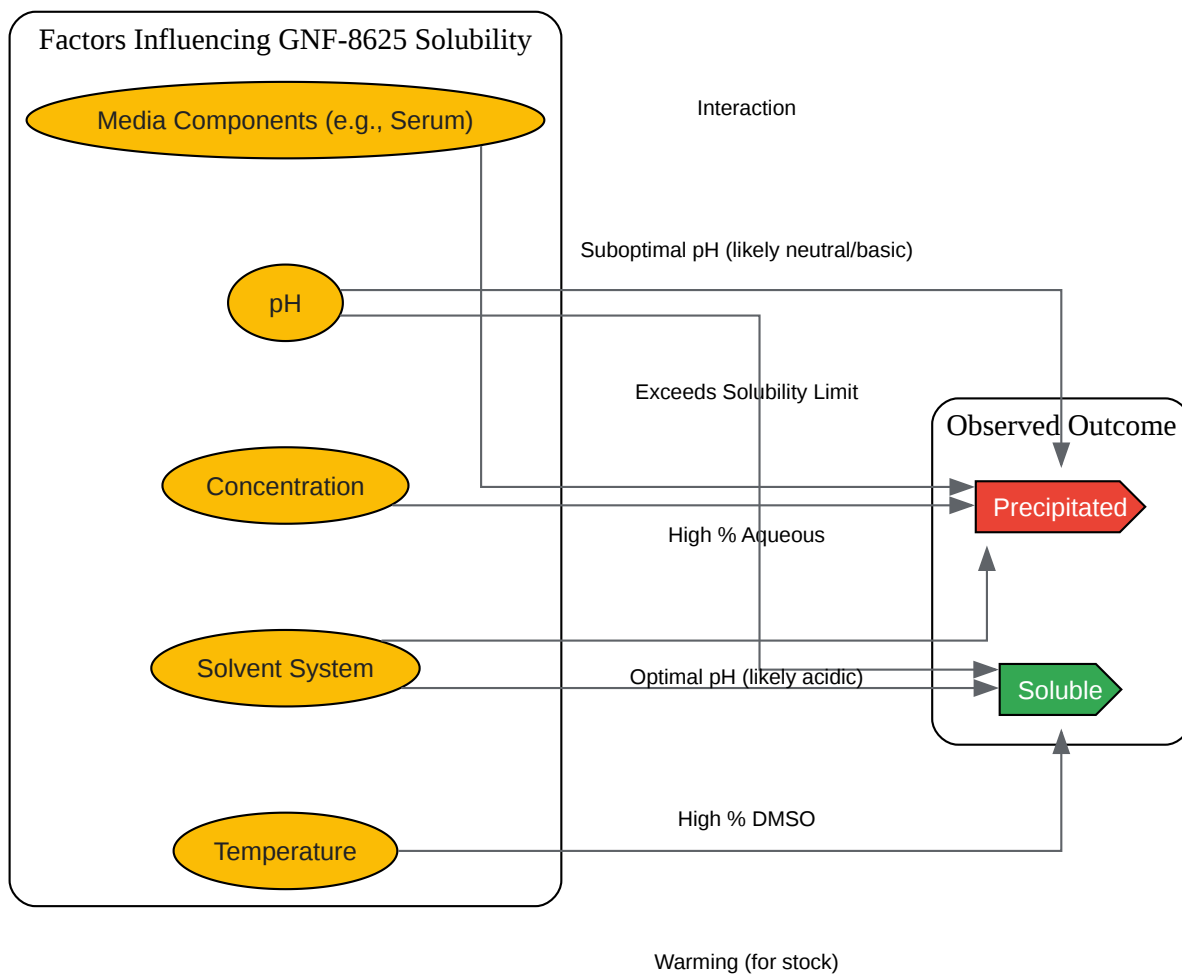 Factors Influencing GNF-8625 Solubility
Media Components (e.g., Serum)
Interaction
Suboptimal pH (likely neutral/basic)
pH
Exceeds Solubility Limit
Observed Outcome
Concentration
Precipitated
High % Aqueous
Solvent System
Optimal pH (likely acidic)
Soluble
High % DMSO
Temperature
Warming (for stock)